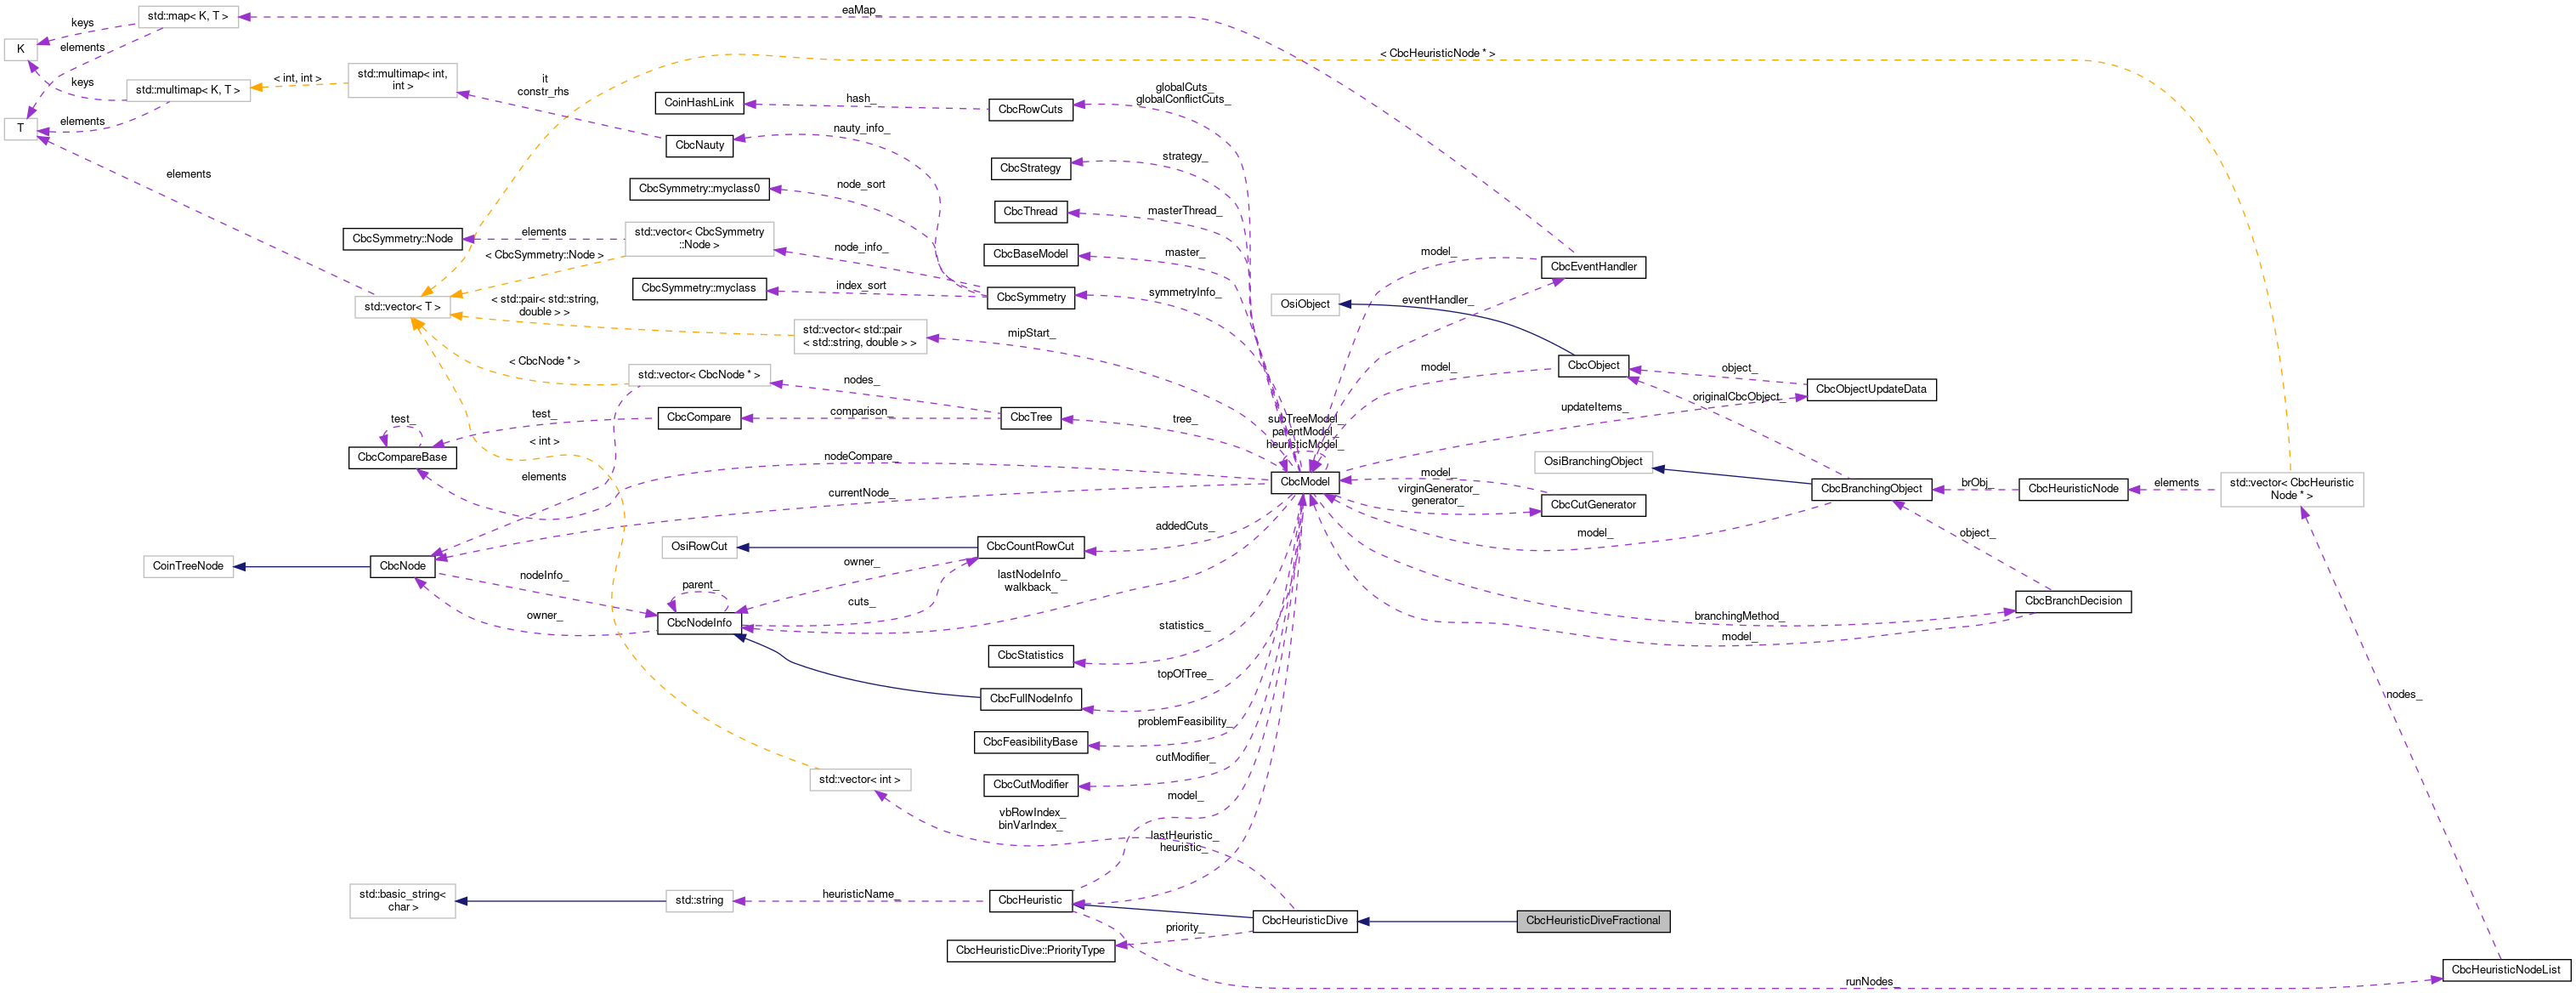 eaMap_
std::map< K, T >
keys
K
elements
< CbcHeuristicNode * >
std::multimap< int,
int >
< int, int >
keys
std::multimap< K, T >
it
constr_rhs
elements
T
CoinHashLink
hash_
CbcRowCuts
globalCuts_
globalConflictCuts_
CbcNauty
nauty_info_
strategy_
CbcStrategy
elements
CbcSymmetry::myclass0
node_sort
CbcThread
masterThread_
CbcSymmetry::Node
elements
std::vector< CbcSymmetry
::Node >
node_info_
CbcBaseModel
master_
model_
< CbcSymmetry::Node >
CbcEventHandler
CbcSymmetry::myclass
index_sort
CbcSymmetry
symmetryInfo_
OsiObject
eventHandler_
std::vector< T >
< std::pair< std::string,
double > >
std::vector< std::pair
< std::string, double > >
mipStart_
< CbcNode * >
std::vector< CbcNode * >
nodes_
model_
CbcObject
object_
CbcObjectUpdateData
originalCbcObject_
updateItems_
test_
test_
CbcCompare
comparison_
CbcTree
tree_
subTreeModel_
parentModel_
heuristicModel_
< int >
CbcCompareBase
nodeCompare_
OsiBranchingObject
elements
currentNode_
CbcModel
model_
virginGenerator_
generator_
CbcCutGenerator
CbcBranchingObject
brObj_
CbcHeuristicNode
elements
std::vector< CbcHeuristic
Node * >
addedCuts_
model_
object_
OsiRowCut
CbcCountRowCut
CoinTreeNode
CbcNode
nodeInfo_
owner_
lastNodeInfo_
walkback_
parent_
cuts_
owner_
CbcNodeInfo
CbcBranchDecision
branchingMethod_
model_
statistics_
CbcStatistics
topOfTree_
CbcFullNodeInfo
nodes_
problemFeasibility_
CbcFeasibilityBase
cutModifier_
CbcCutModifier
std::vector< int >
model_
vbRowIndex_
binVarIndex_
lastHeuristic_
heuristic_
std::basic_string<
char >
std::string
heuristicName_
CbcHeuristic
CbcHeuristicDive
CbcHeuristicDiveFractional
priority_
CbcHeuristicDive::PriorityType
CbcHeuristicNodeList
runNodes_